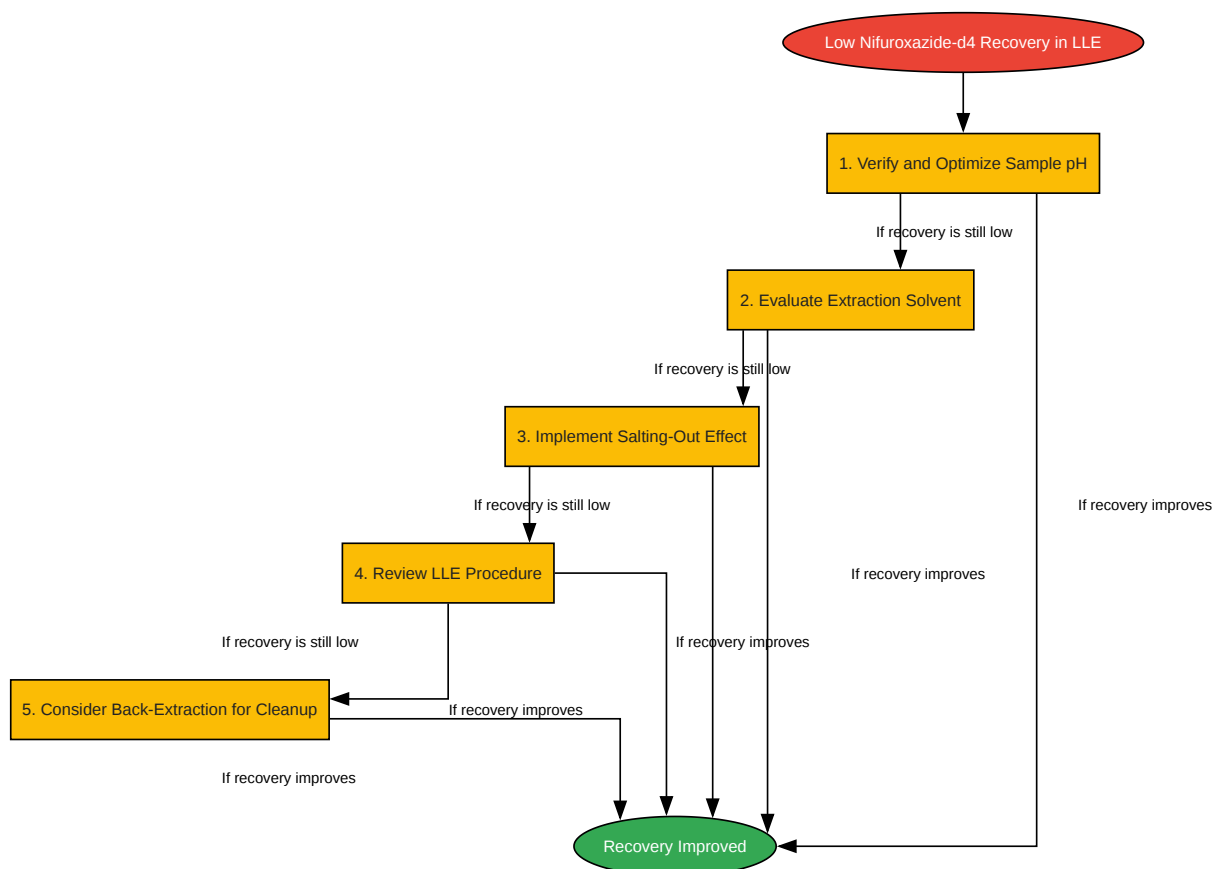 Low Nifuroxazide-d4 Recovery in LLE
1. Verify and Optimize Sample pH
If recovery is still low
2. Evaluate Extraction Solvent
If recovery is still low
3. Implement Salting-Out Effect
If recovery is still low
If recovery improves
4. Review LLE Procedure
If recovery improves
If recovery is still low
If recovery improves
5. Consider Back-Extraction for Cleanup
If recovery improves
If recovery improves
Recovery Improved